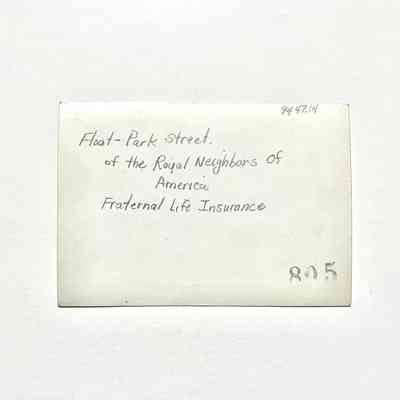 94 47.14
Float - Park Street.
of the Royal Neighbors Of
America
Fraternal Life Insurance
805